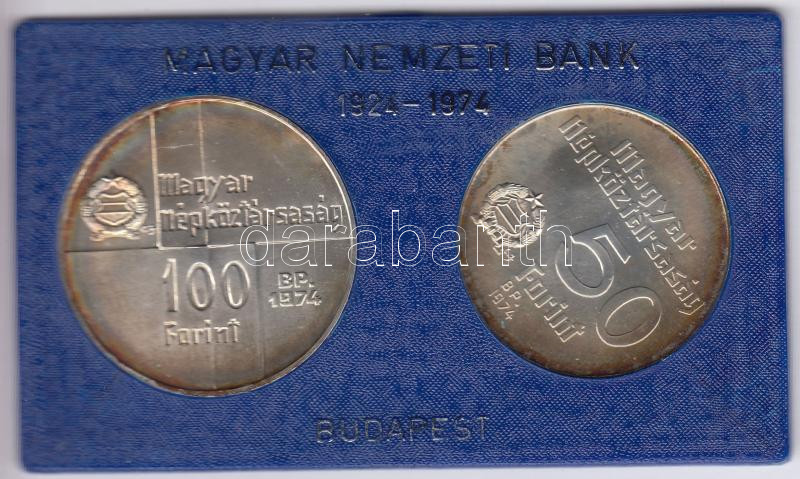 MAGYAR NEMZETI BANK
1924-1974
Magyar
népköztársaság
100
Forint
BP.
1974
Magyar
Népköztársaság
50
Forint
BP.
1974
darabanth
BUDAPEST